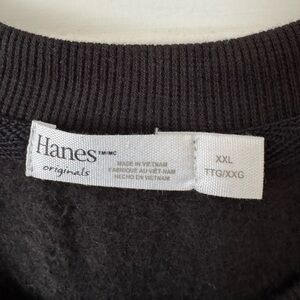 Hanes TM/MC
originals
MADE IN VIETNAM
FABRIQUÉ AU VIÊT-NAM
HECHO EN VIETNAM
XXL
TTG/XXG